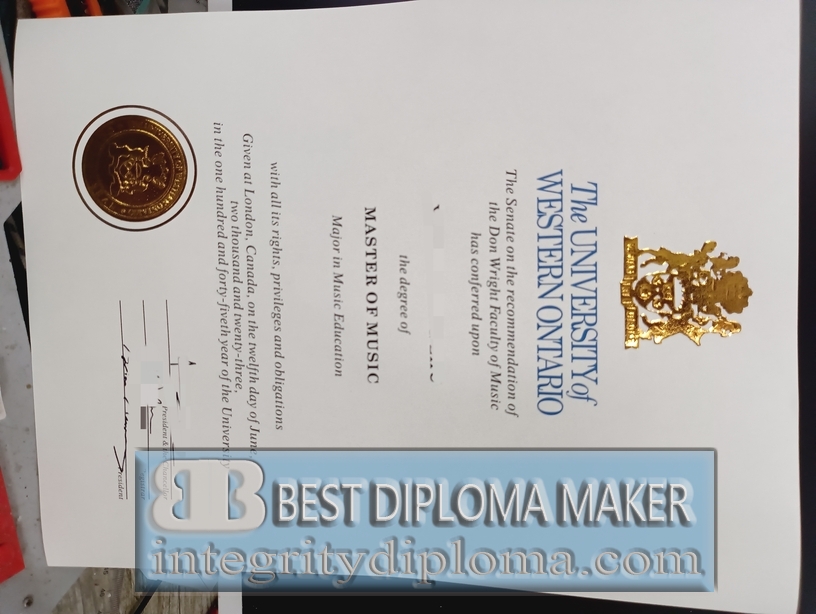 The UNIVERSITY of
WESTERN ONTARIO
The Senate on the recommendation of
the Don Wright Faculty of Music
has conferred upon
the degree of
MASTER OF MUSIC
Major in Music Education
with all its rights, privileges and obligations
Given at London, Canada, on the twelfth day of June
two thousand and twenty-three,
in the one hundred and forty-fiveth year of the University
President &
BEST DIPLOMA MAKER
integritydiploma.com